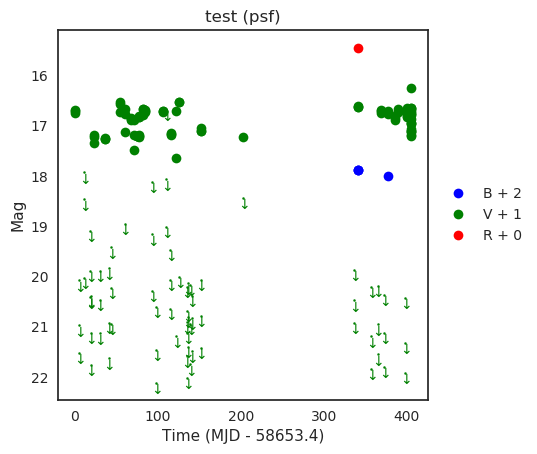 test (psf)
16
17
18
19
20
21
22
Mag
0
100
200
300
400
Time (MJD - 58653.4)
B + 2
V + 1
R + 0